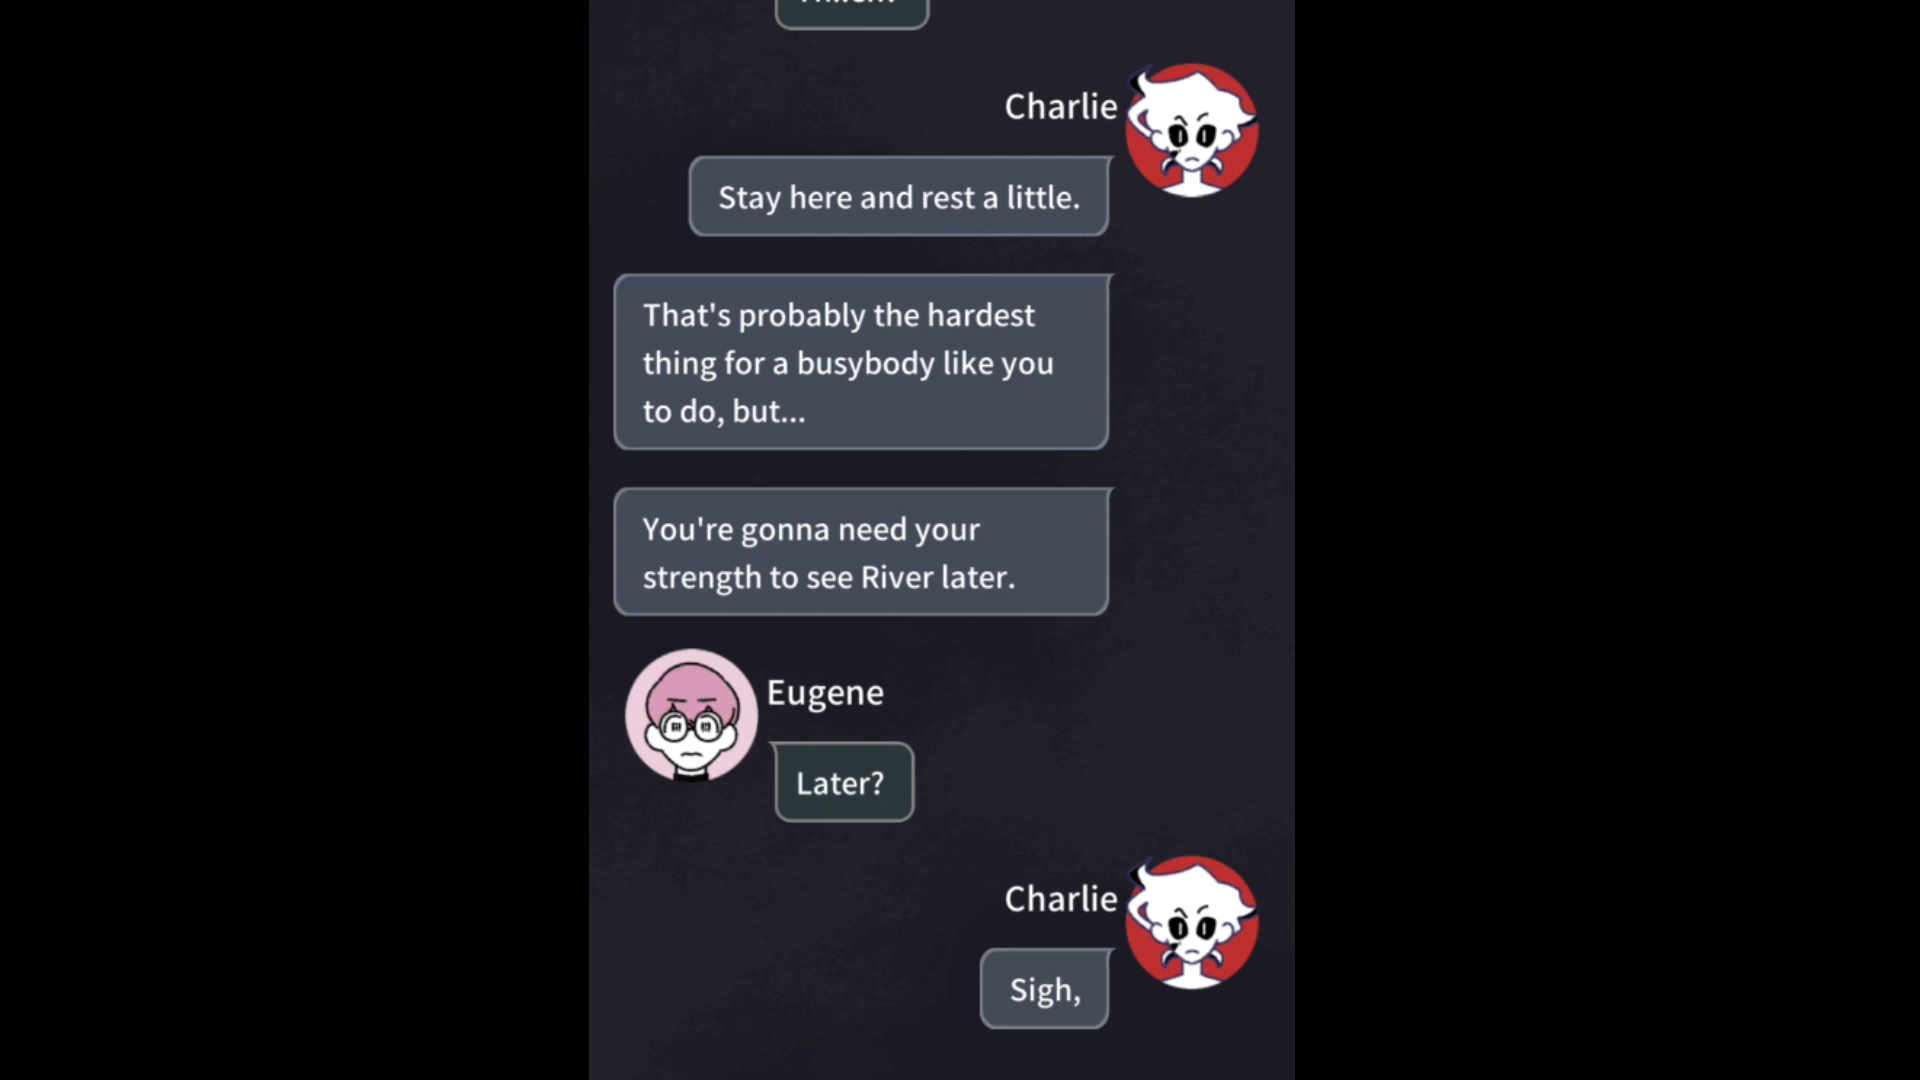 Charlie
Stay here and rest a little.
That's probably the hardest
thing for a busybody like you
to do, but...
You're gonna need your
strength to see River later.
Eugene
Later?
Charlie
Sigh,